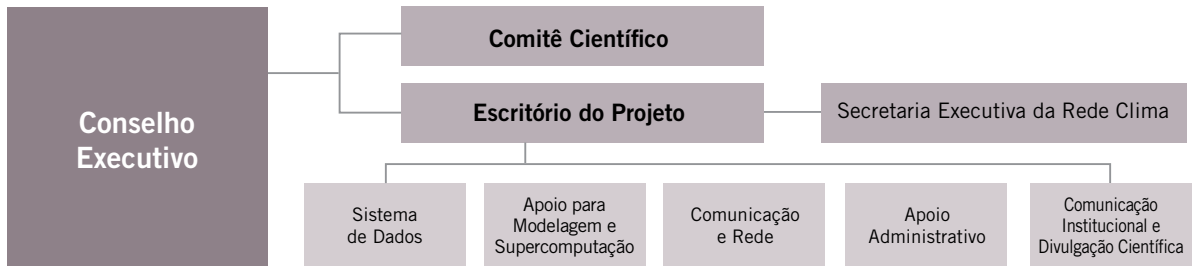 Conselho
Executivo
Comitê Científico
Escritório do Projeto
Secretaria Executiva da Rede Clima
Sistema
de Dados
Apoio para
Modelagem e
Supercomputação
Comunicação
e Rede
Apoio
Administrativo
Comunicação
Institucional e
Divulgação Científica